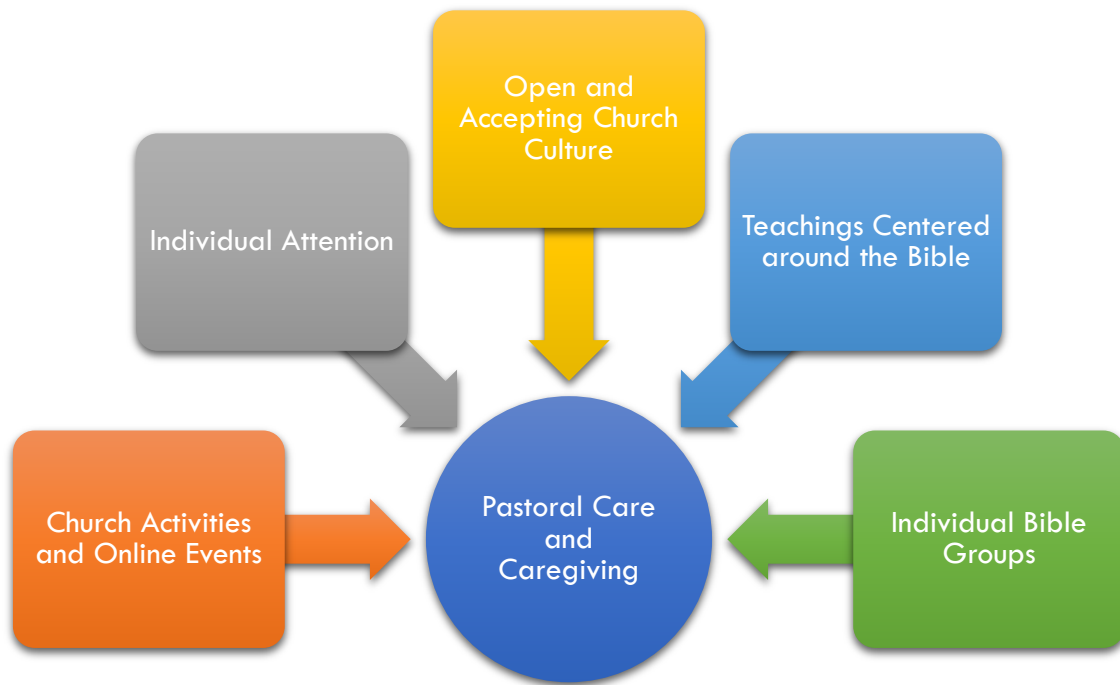 Open and
Accepting Church
Culture
Individual Attention
Teachings Centered
around the Bible
Church Activities
and Online Events
Pastoral Care
and
Caregiving
Individual Bible
Groups